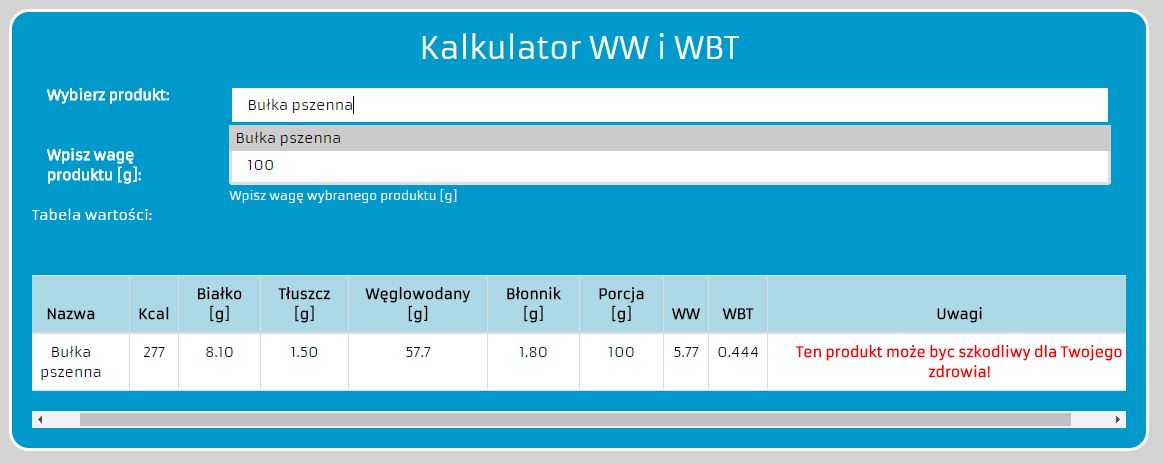 Kalkulator WW i WBT
Wybierz produkt:
Bułka pszenna
Bułka pszenna
Wpisz wagę
produktu [g]:
100
Wpisz wagę wybranego produktu [g]
Tabela wartości:
Nazwa Kcal Białko [g] Tłuszcz [g] Węglowodany [g] Błonnik [g] Porcja [g] WW WBT Uwagi
Bułka pszenna 277 8.10 1.50 57.7 1.80 100 5.77 0.444 Ten produkt może byc szkodliwy dla Twojego zdrowia!